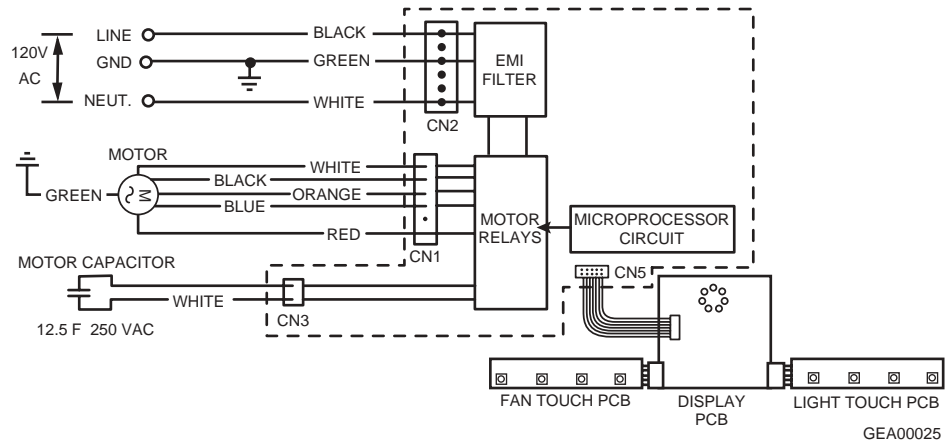 LINE
BLACK
120V
AC
GND
GREEN
EMI
FILTER
NEUT.
WHITE
CN2
MOTOR
WHITE
BLACK
GREEN
M
ORANGE
BLUE
MOTOR
RELAYS
MICROPROCESSOR
CIRCUIT
RED
CN1
MOTOR CAPACITOR
CN5
WHITE
CN3
12.5 F 250 VAC
FAN TOUCH PCB
DISPLAY
PCB
LIGHT TOUCH PCB
GEA00025